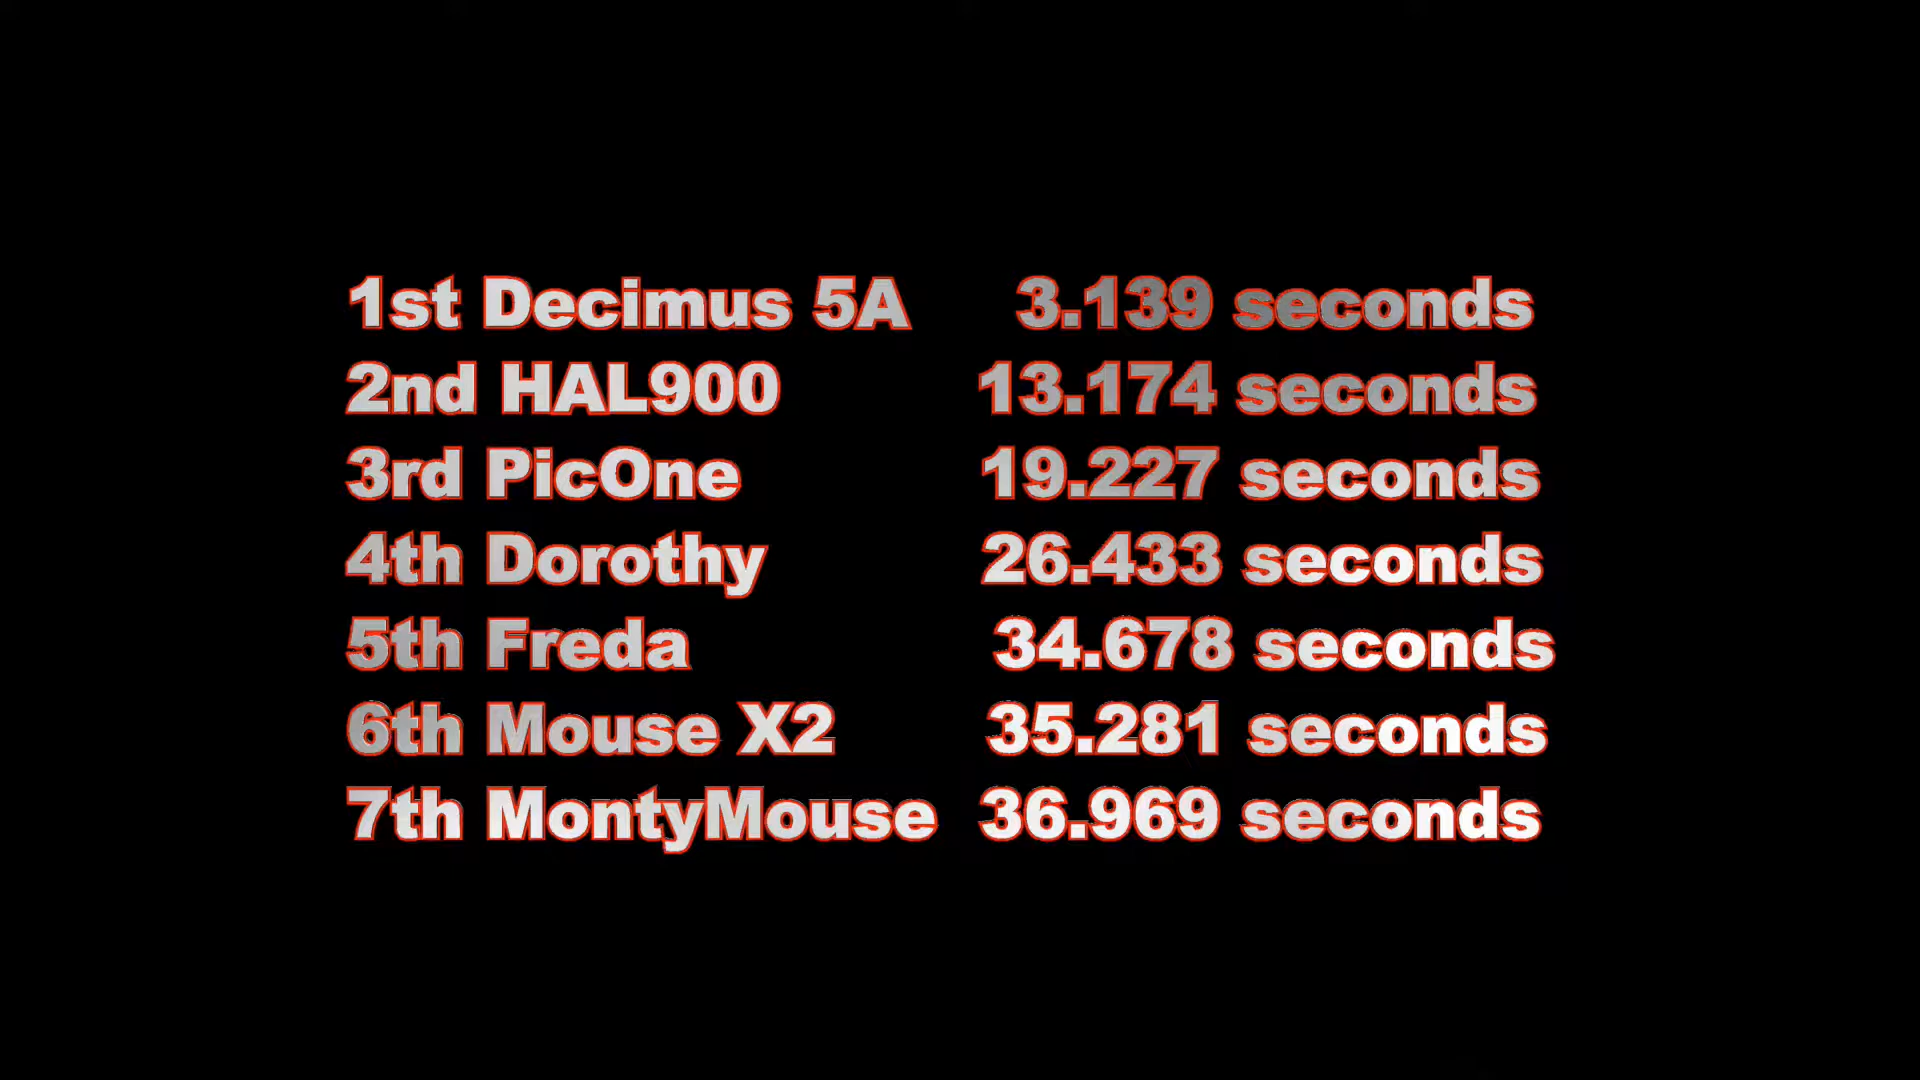 1st Decimus 5A 3.139 seconds
2nd HAL900 13.174 seconds
3rd PicOne 19.227 seconds
4th Dorothy 26.433 seconds
5th Freda 34.678 seconds
6th Mouse X2 35.281 seconds
7th MontyMouse 36.969 seconds